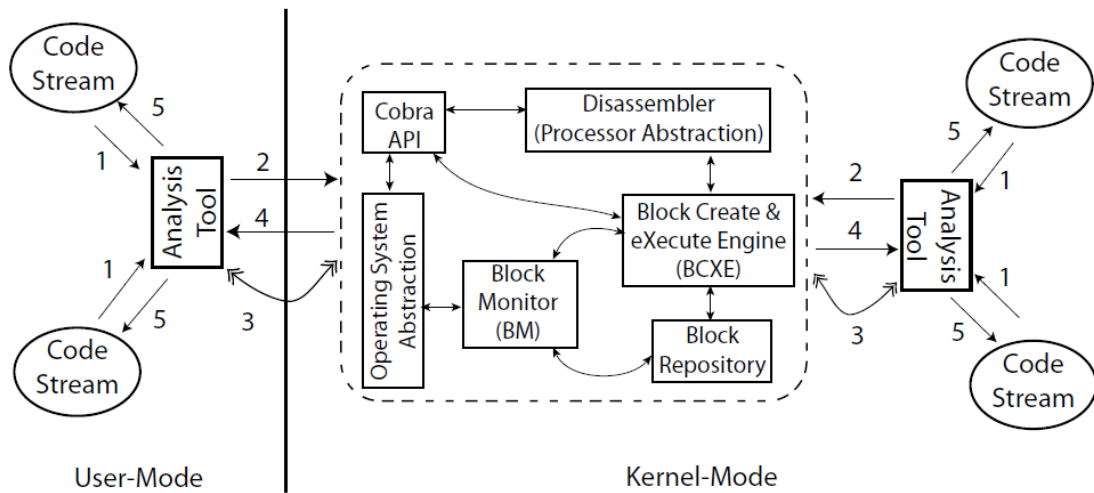 Code
Stream
5
1
Analysis
Tool
2
4
3
1
5
Code
Stream
User-Mode
Cobra
API
Disassembler
(Processor Abstraction)
Operating System
Abstraction
Block Create &
eXecute Engine
(BCXE)
Block
Monitor
(BM)
Block
Repository
Kernel-Mode
Code
Stream
5
1
2
4
3
Analysis
Tool
1
5
Code
Stream